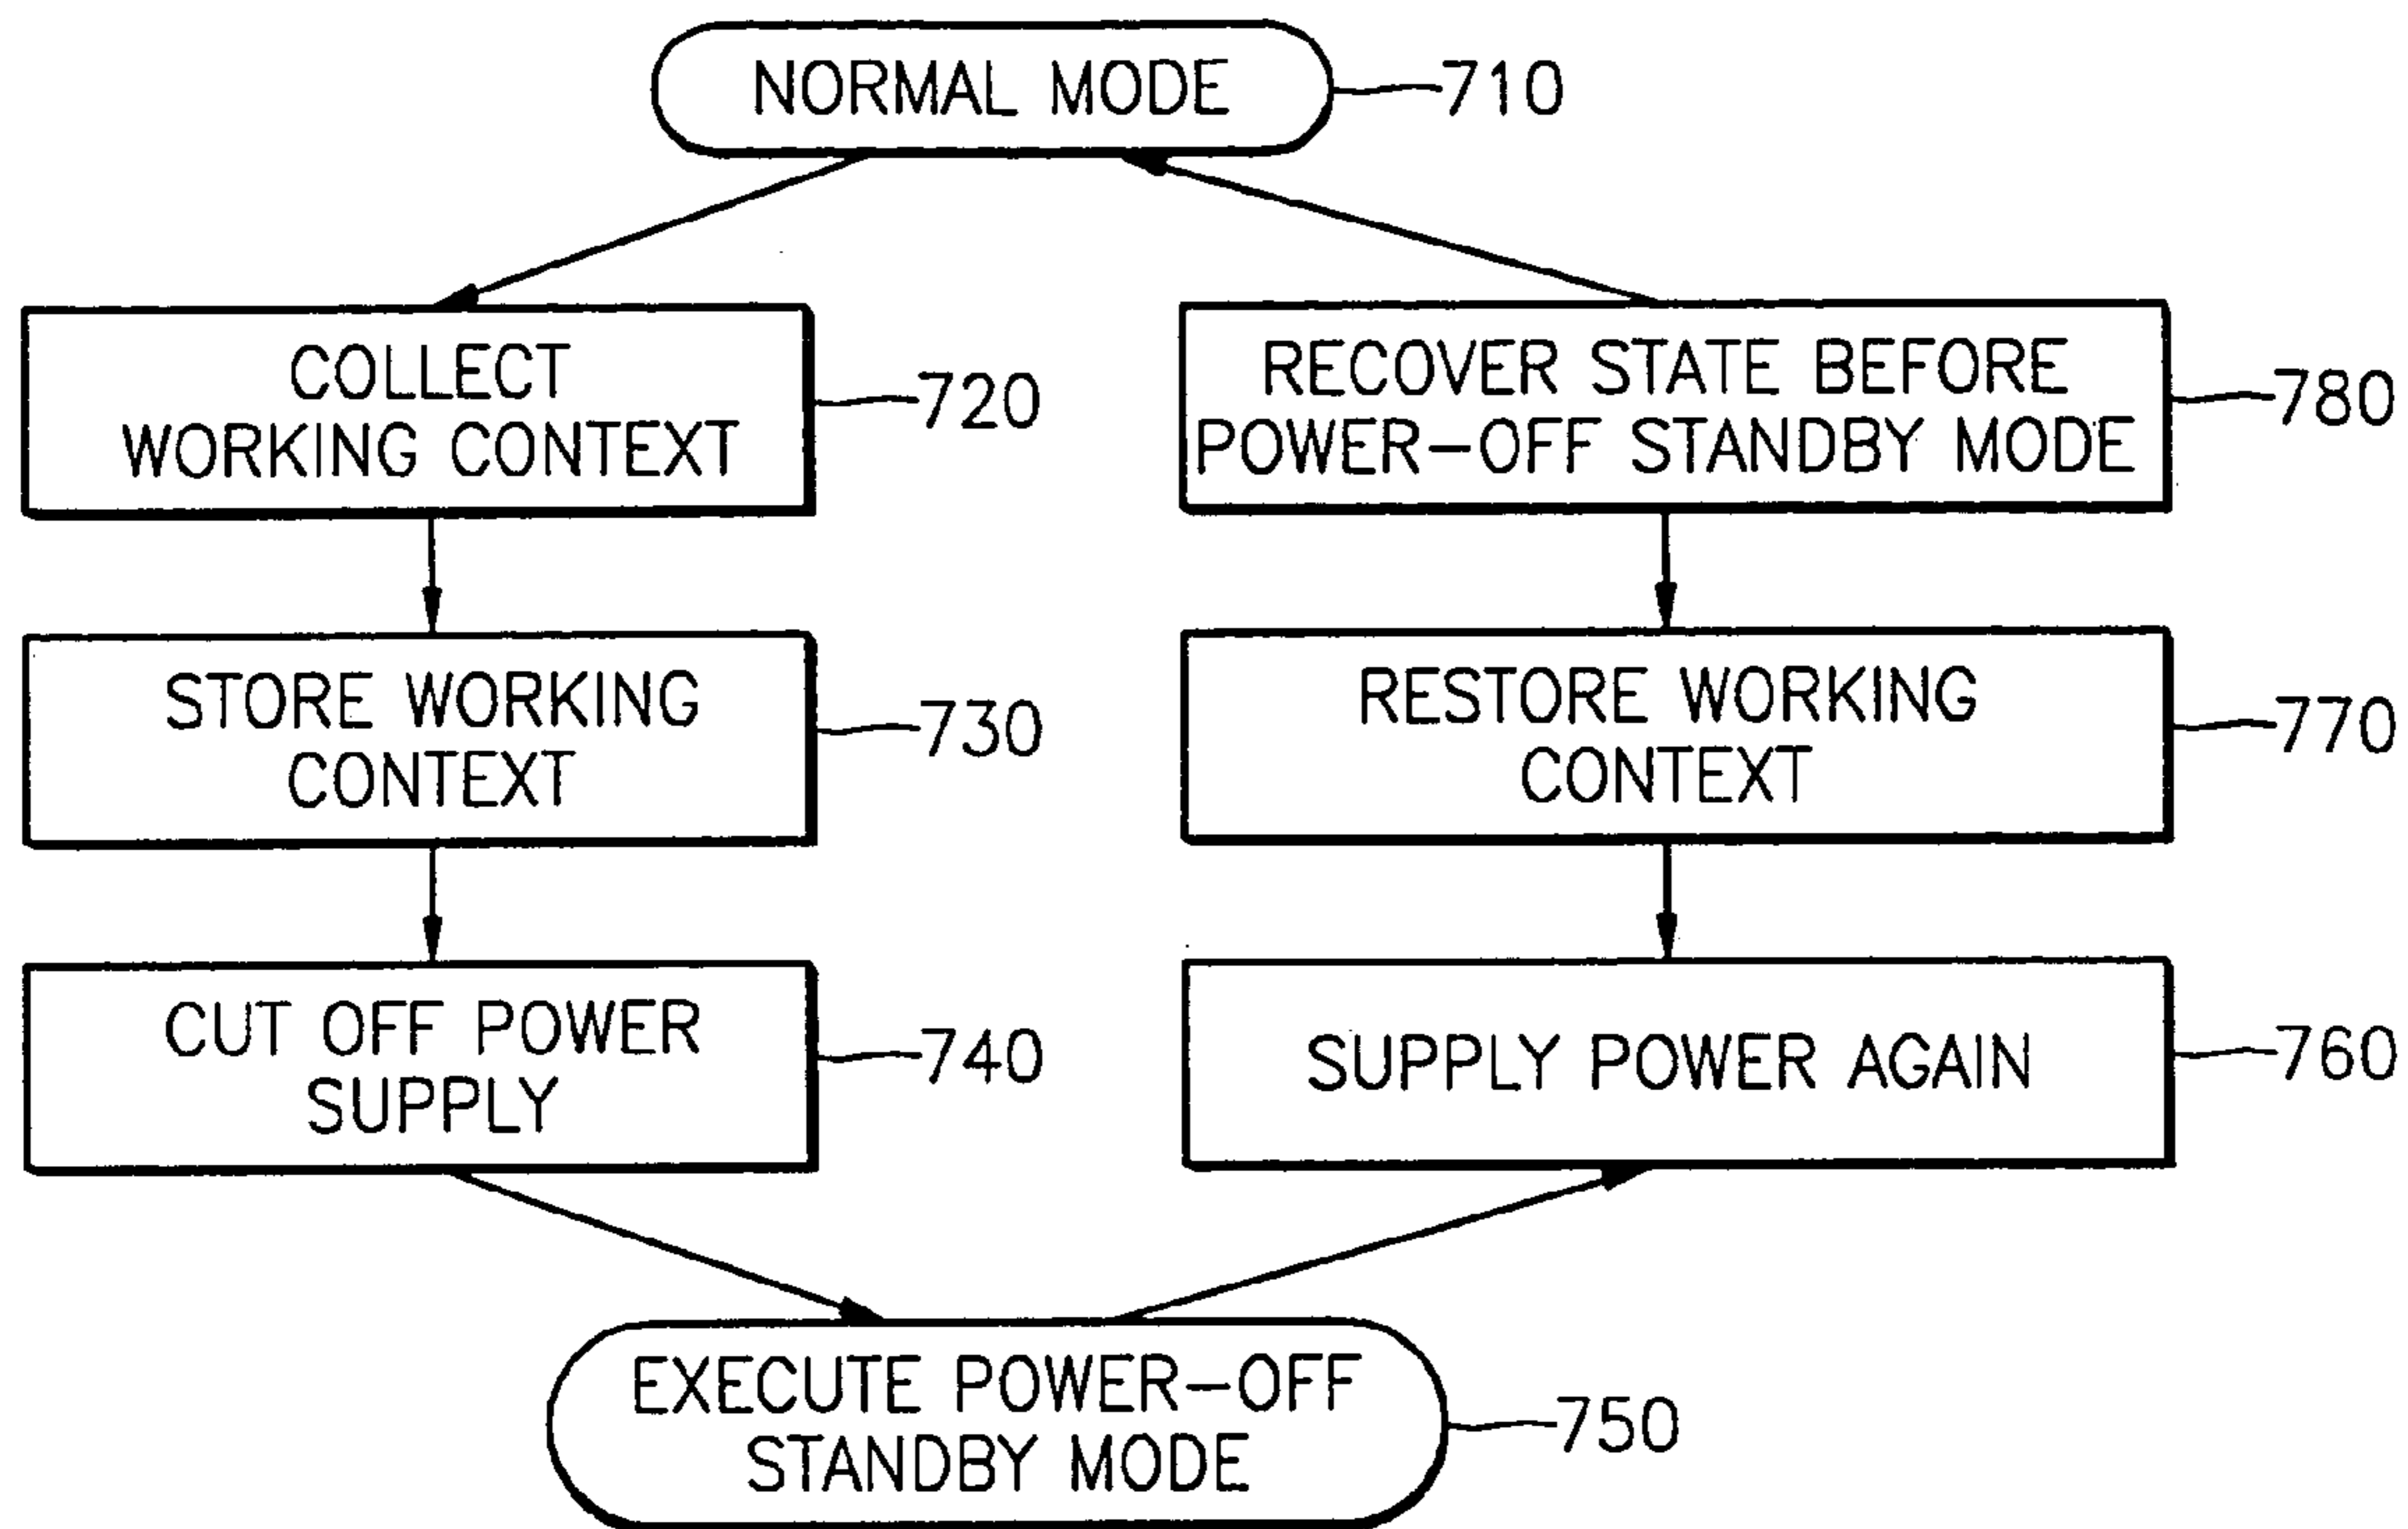 NORMAL MODE
710
COLLECT
WORKING CONTEXT
720
RECOVER STATE BEFORE
POWER-OFF STANDBY MODE
780
STORE WORKING
CONTEXT
730
RESTORE WORKING
CONTEXT
770
CUT OFF POWER
SUPPLY
740
SUPPLY POWER AGAIN
760
EXECUTE POWER-OFF
STANDBY MODE
750